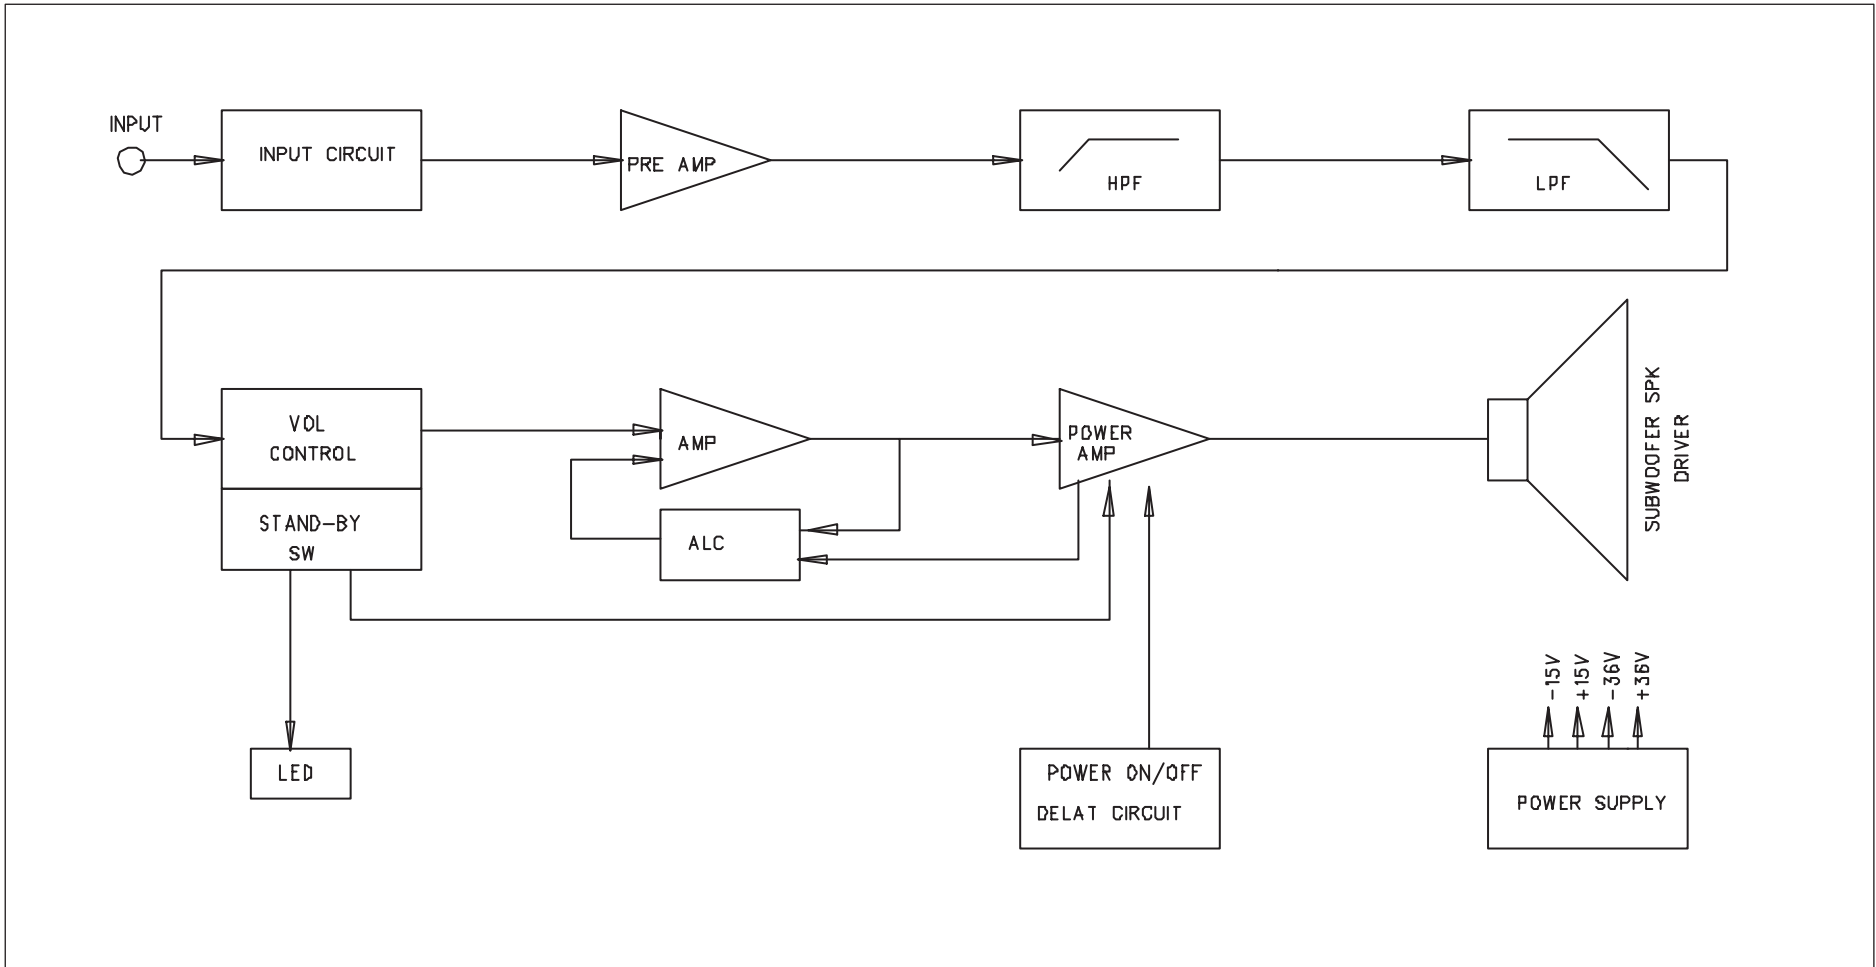 INPUT
INPUT CIRCUIT
PRE AMP
HPF
LPF
VOL
CONTROL
STAND-BY
SW
AMP
ALC
POWER
AMP
SUBWOOFER SPK
DRIVER
LED
POWER ON/OFF
DELAT CIRCUIT
-15V
+15V
-36V
+36V
POWER SUPPLY